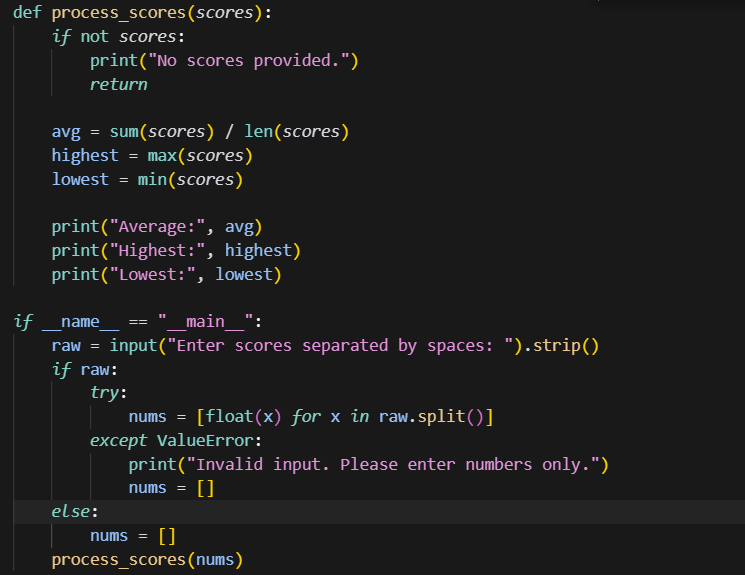 def process_scores(scores):
    if not scores:
        print("No scores provided.")
        return

    avg = sum(scores) / len(scores)
    highest = max(scores)
    lowest = min(scores)

    print("Average:", avg)
    print("Highest:", highest)
    print("Lowest:", lowest)

if __name__ == "__main__":
    raw = input("Enter scores separated by spaces: ").strip()
    if raw:
        try:
            nums = [float(x) for x in raw.split()]
        except ValueError:
            print("Invalid input. Please enter numbers only.")
            nums = []
    else:
        nums = []
    process_scores(nums)